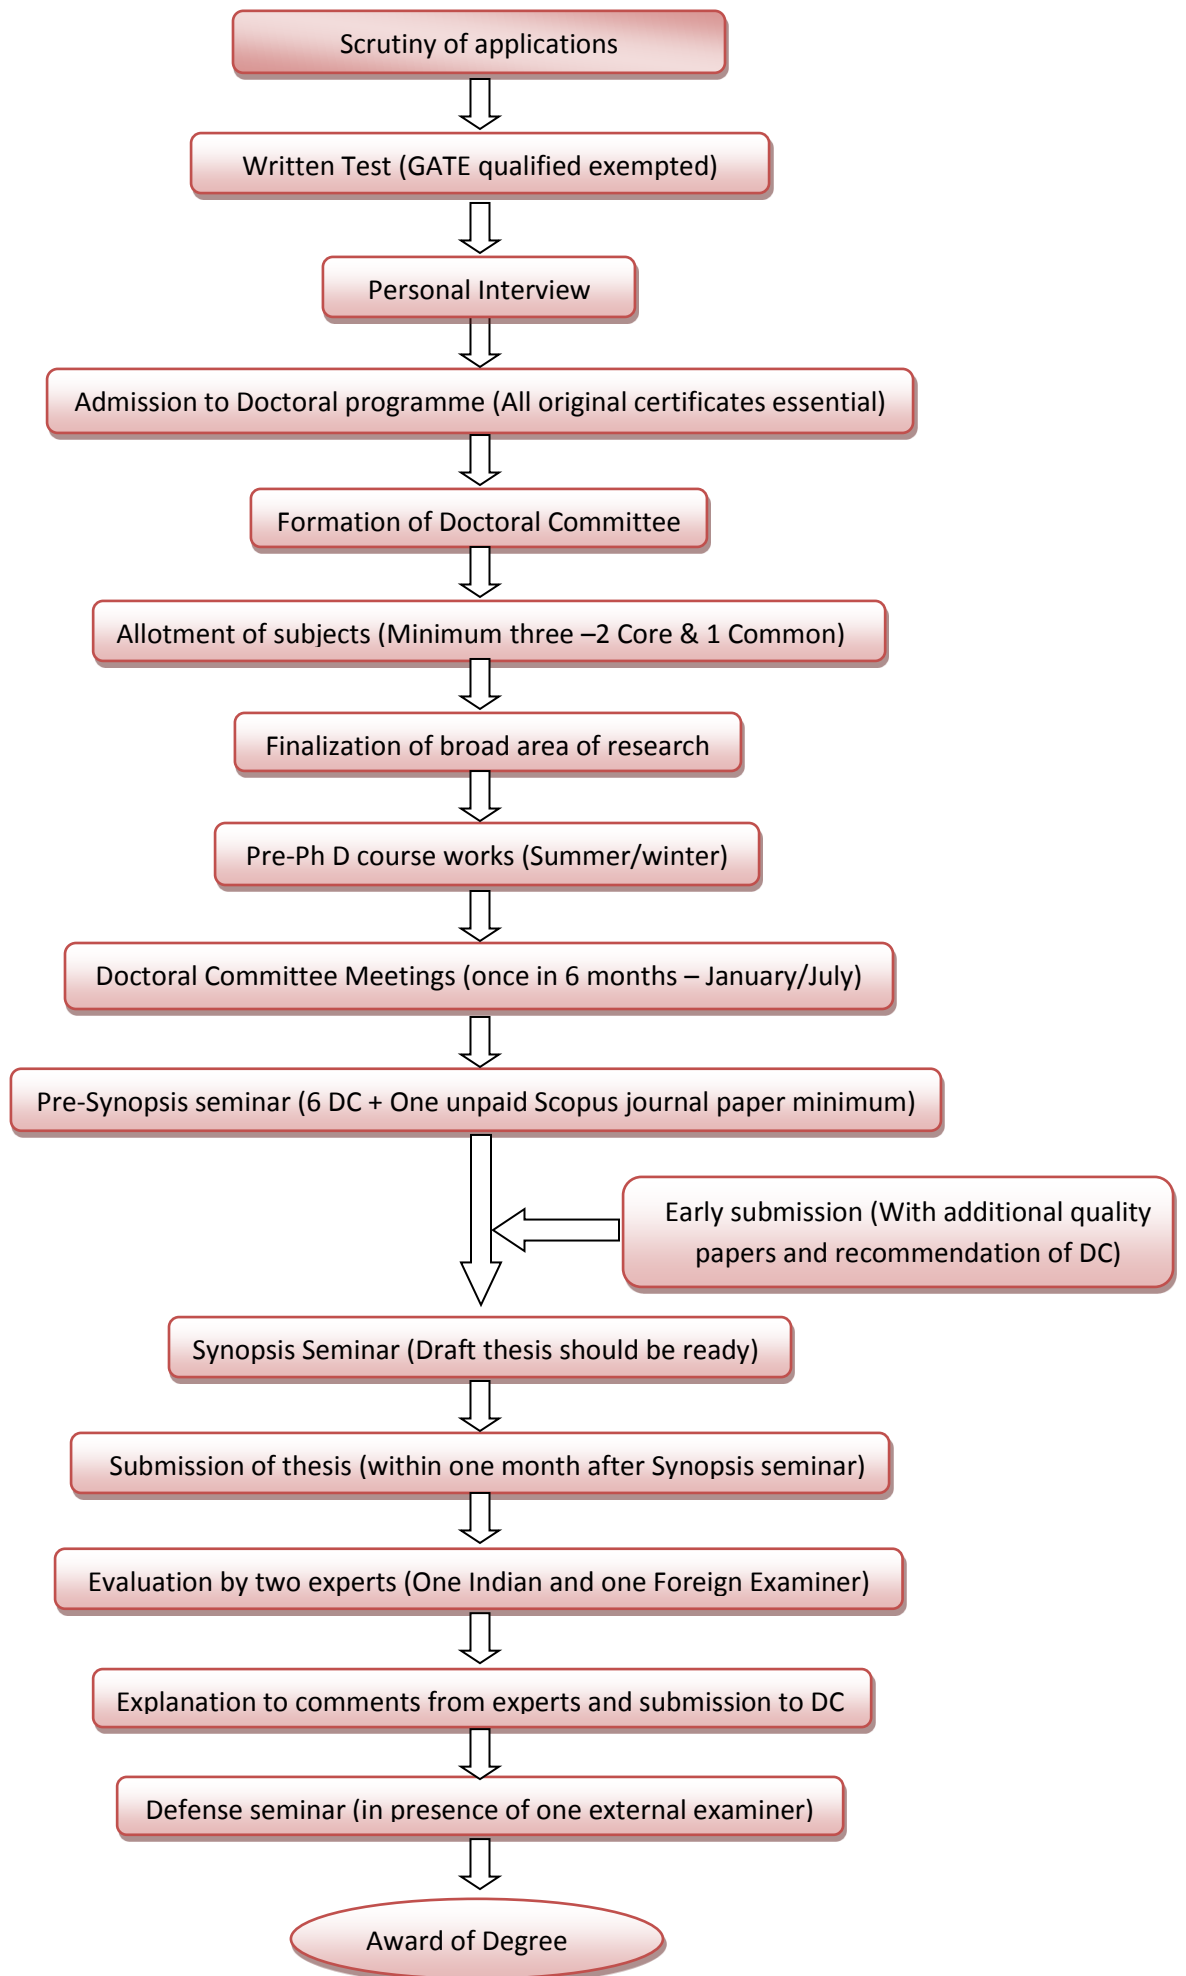 Scrutiny of applications
Written Test (GATE qualified exempted)
Personal Interview
Admission to Doctoral programme (All original certificates essential)
Formation of Doctoral Committee
Allotment of subjects (Minimum three –2 Core & 1 Common)
Finalization of broad area of research
Pre-Ph D course works (Summer/winter)
Doctoral Committee Meetings (once in 6 months – January/July)
Pre-Synopsis seminar (6 DC + One unpaid Scopus journal paper minimum)
Early submission (With additional quality
papers and recommendation of DC)
Synopsis Seminar (Draft thesis should be ready)
Submission of thesis (within one month after Synopsis seminar)
Evaluation by two experts (One Indian and one Foreign Examiner)
Explanation to comments from experts and submission to DC
Defense seminar (in presence of one external examiner)
Award of Degree